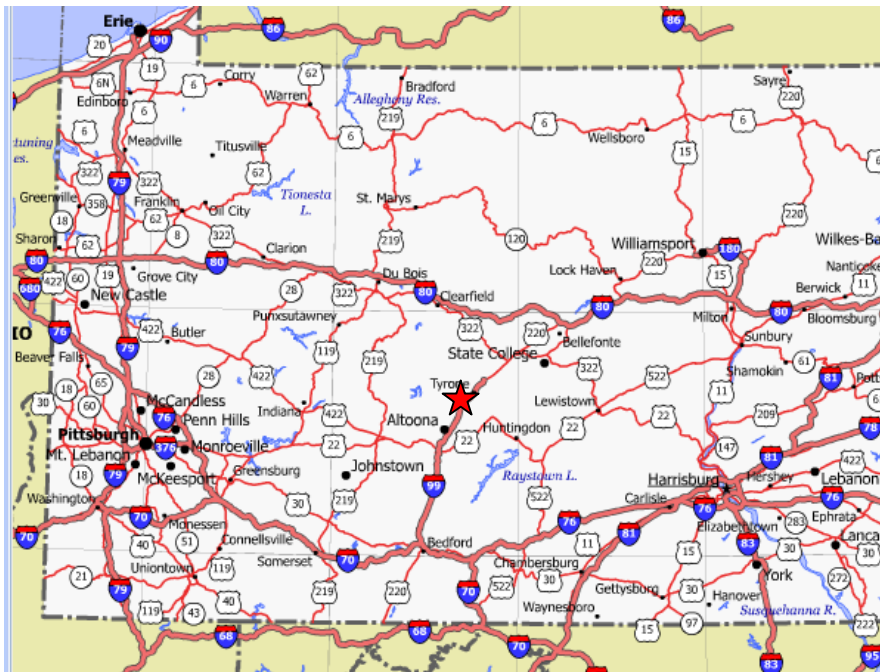 Erie
90
86
86
20
19
6N
6
Corry
62
Bradford
Sayre
Edinboro
Warren
Allegheny Res.
220
6
219
6
Meadville
Titusville
6
6
6
Wellsboro
15
322
79
322
62
Tionesta
L.
Greenville
358
Franklin
Oil City
St. Marys
18
62
8
322
220
Sharon
62
219
120
Williamsport
180
80
Clarion
80
220
422
60
19
Grove City
Du Bois
Lock Haven
15
Nanticoke
680
28
322
80
Clearfield
Berwick
11
New Castle
80
76
422
Butler
Punxsutawney
322
220
Bellefonte
Milton
80
Bloomsburg
79
119
219
State College
Sunbury
Beaver Falls
28
422
322
522
Shamokin
61
18
65
Tyrone
81
30
60
McCandless
11
76
Penn Hills
Indiana
422
Altoona
Lewistown
22
209
Pittsburgh
376
Monroeville
22
22
22
Huntingdon
22
147
78
Mt. Lebanon
81
18
79
McKeesport
Greensburg
Johnstown
Raystown L.
Harrisburg
Hershey
422
Lebanon
Washington
30
219
99
522
Carlisle
76
76
70
70
Monessen
76
81
Elizabethtown
283
Ephrata
40
51
Connellsville
11
15
83
30
30
Somerset
70
Bedford
Chambersburg
York
21
Uniontown
119
522
30
Gettysburg
30
272
79
219
220
70
Waynesboro
Hanover
119
40
Susquehanna R.
43
97
15
222
68
68
70
95
81
83